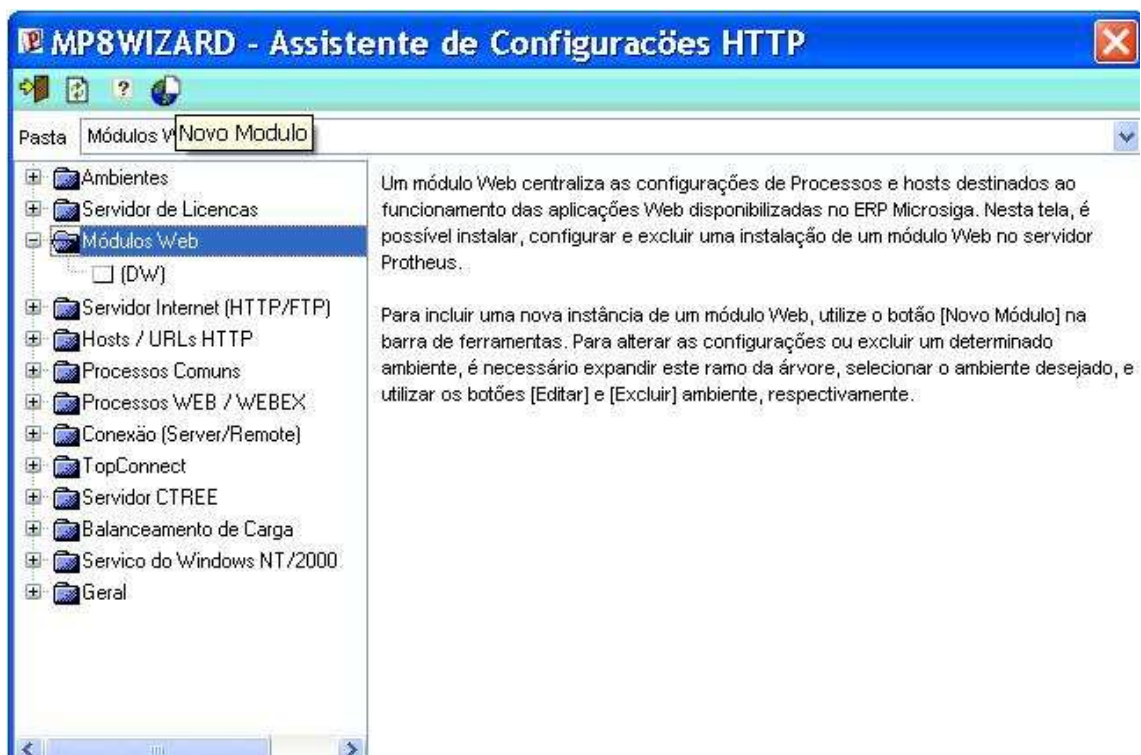 MP8WIZARD - Assistente de Configuracöes HTTP
?
Pasta Módulos V
Novo Modulo
Ambientes
Servidor de Licencas
Módulos Web
(DW)
Servidor Internet (HTTP/FTP)
Hosts / URLs HTTP
Processos Comuns
Processos WEB / WEBEX
Conexäo (Server/Remote)
TopConnect
Servidor CTREE
Balanceamento de Carga
Servico do Windows NT/2000
Geral
Um módulo Web centraliza as configurações de Processos e hosts destinados ao
funcionamento das aplicações Web disponibilizadas no ERP Microsiga. Nesta tela, é
possível instalar, configurar e excluir uma instalação de um módulo Web no servidor
Protheus.
Para incluir uma nova instância de um módulo Web, utilize o botão [Novo Módulo] na
barra de ferramentas. Para alterar as configurações ou excluir um determinado
ambiente, é necessário expandir este ramo da árvore, selecionar o ambiente desejado, e
utilizar os botões [Editar] e [Excluir] ambiente, respectivamente.